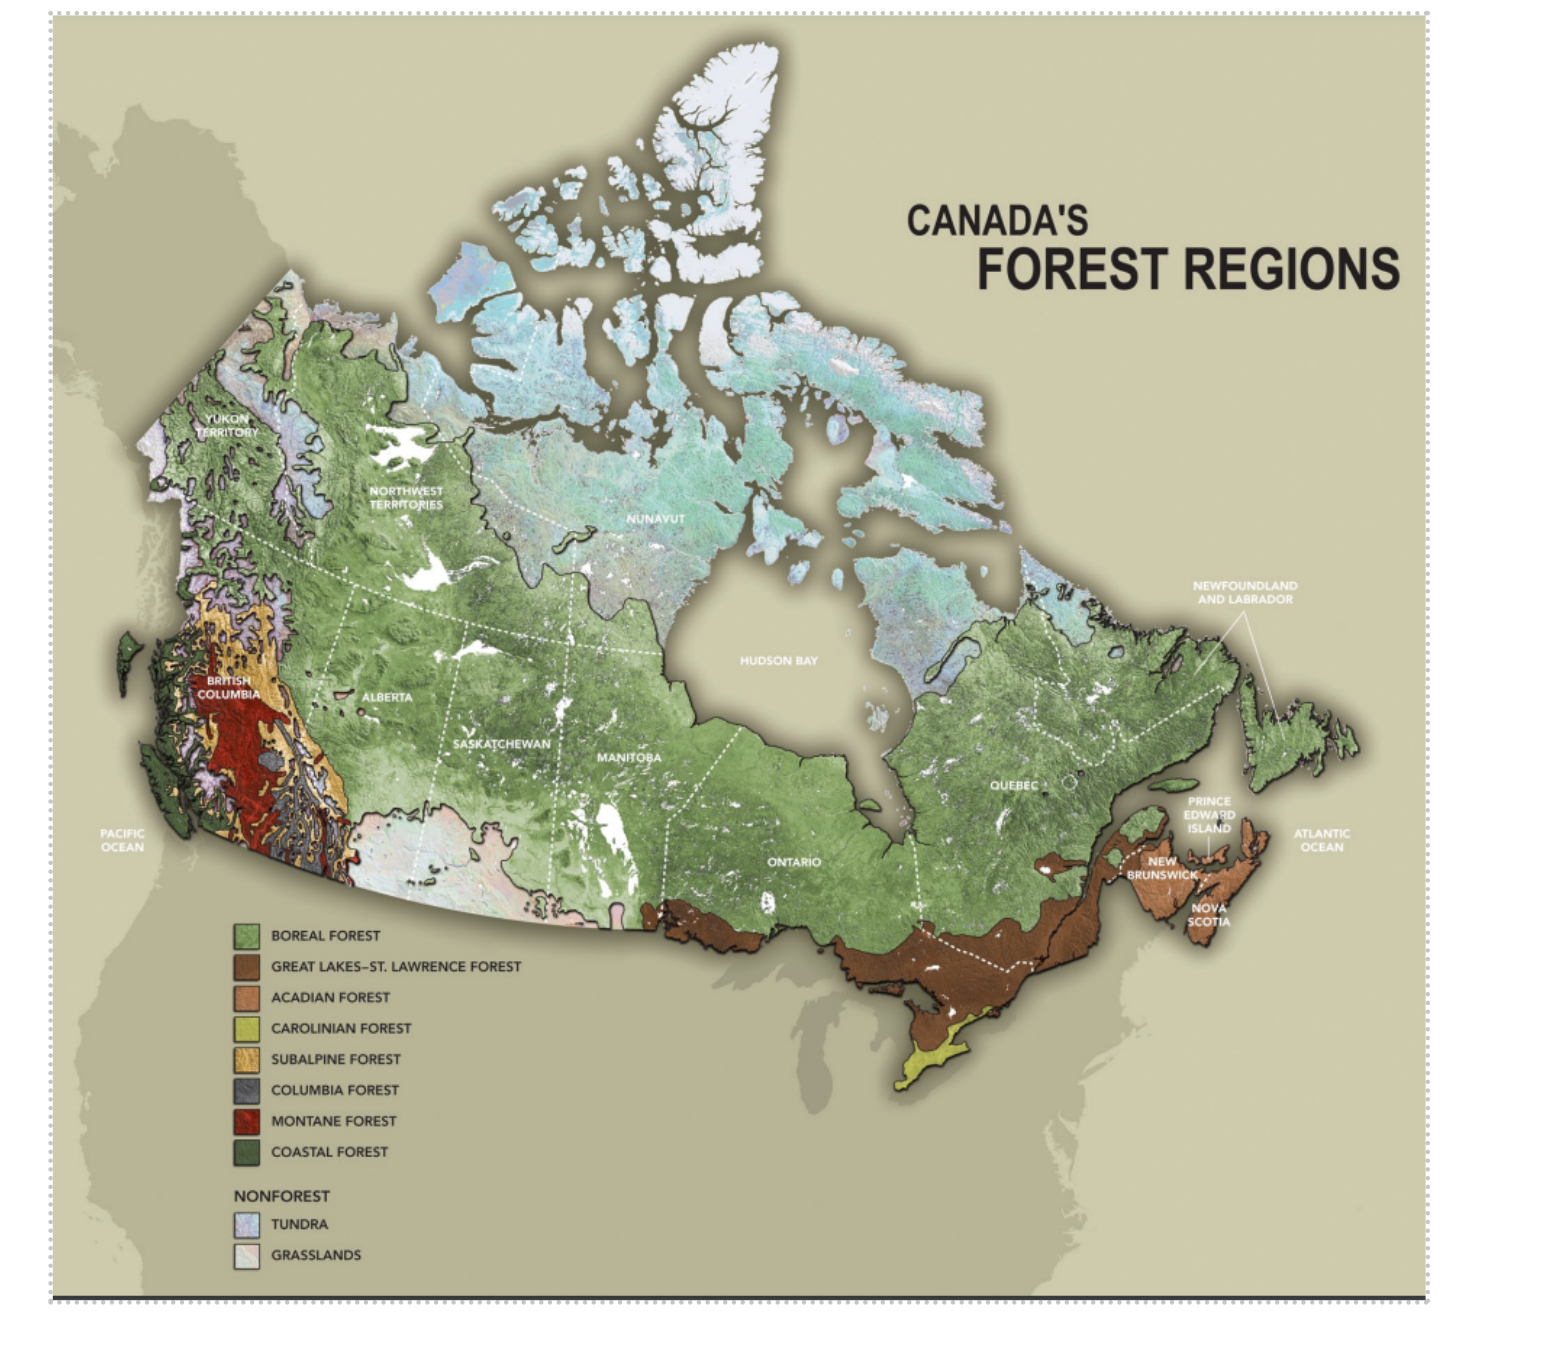 CANADA'S
FOREST REGIONS
YUKON
TERRITORY
NORTHWEST
TERRITORIES
NUNAVUT
NEWFOUNDLAND
AND LABRADOR
HUDSON BAY
BRITISH
COLUMBIA
ALBERTA
SASKATCHEWAN
MANITOBA
QUEBEC
PRINCE
EDWARD
ISLAND
PACIFIC
OCEAN
ATLANTIC
OCEAN
ONTARIO
NEW
BRUNSWICK
NOVA
SCOTIA
BOREAL FOREST
GREAT LAKES–ST. LAWRENCE FOREST
ACADIAN FOREST
CAROLINIAN FOREST
SUBALPINE FOREST
COLUMBIA FOREST
MONTANE FOREST
COASTAL FOREST
NONFOREST
TUNDRA
GRASSLANDS